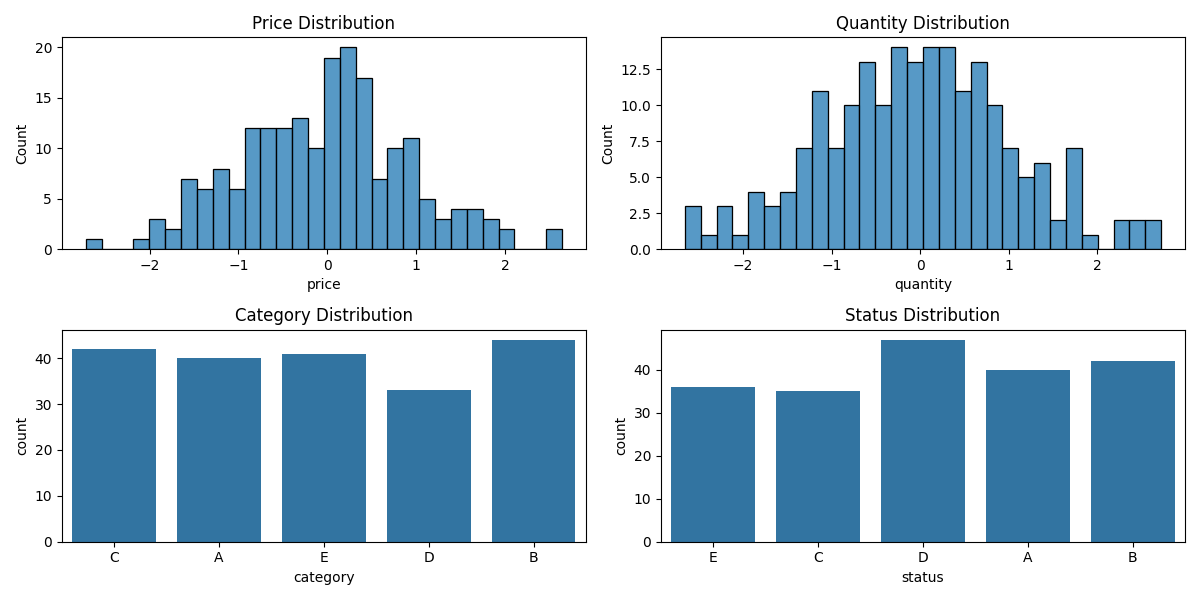 Price Distribution
20
15
10
5
0
Count
−2
−1
0
1
2
price
Quantity Distribution
12.5
10.0
7.5
5.0
2.5
0.0
Count
−2
−1
0
1
2
quantity
Category Distribution
40
30
20
10
0
count
C
A
E
D
B
category
Status Distribution
40
30
20
10
0
count
E
C
D
A
B
status